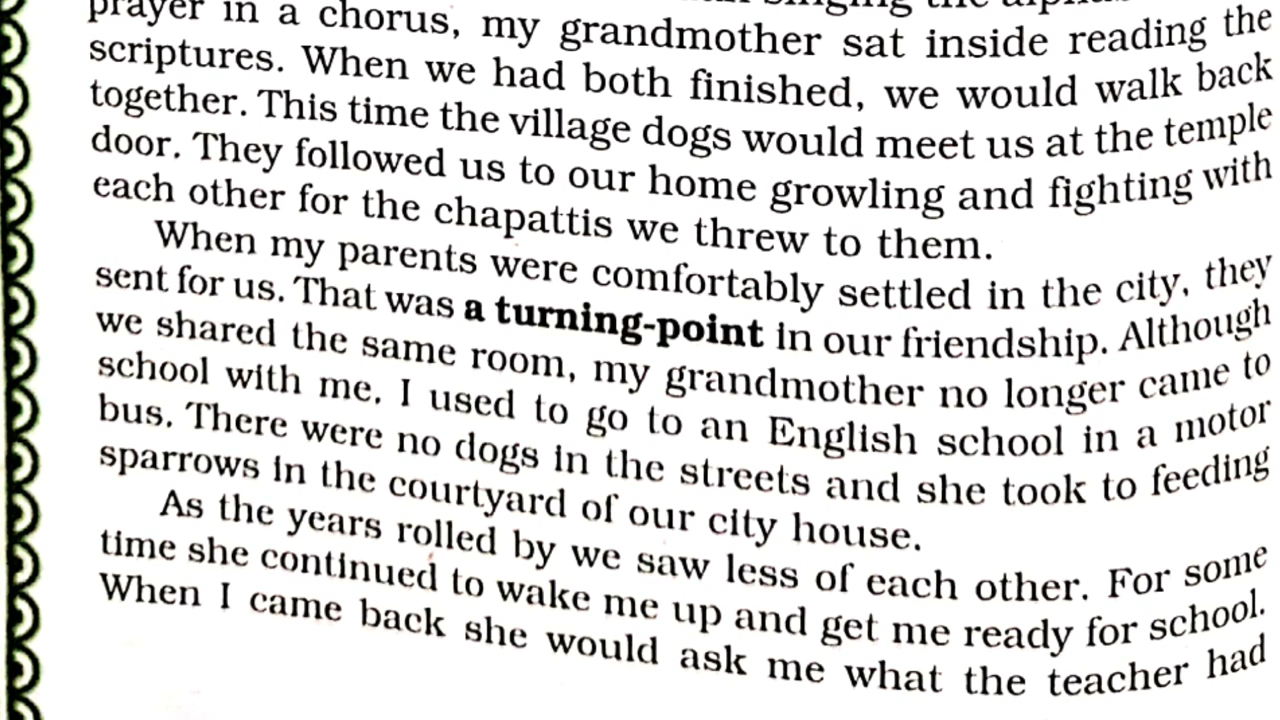 singing the
prayer in a chorus, my grandmother sat inside reading the
scriptures. When we had both finished, we would walk back
together. This time the village dogs would meet us at the temple
door. They followed us to our home growling and fighting with
each other for the chapattis we threw to them.
When my parents were comfortably settled in the city, they
sent for us. That was a turning-point in our friendship. Although
we shared the same room, my grandmother no longer came to
school with me. I used to go to an English school in a motor
bus. There were no dogs in the streets and she took to feeding
sparrows in the courtyard of our city house.
As the years rolled by we saw less of each other. For some
time she continued to wake me up and get me ready for school.
When I came back she would ask me what the teacher had